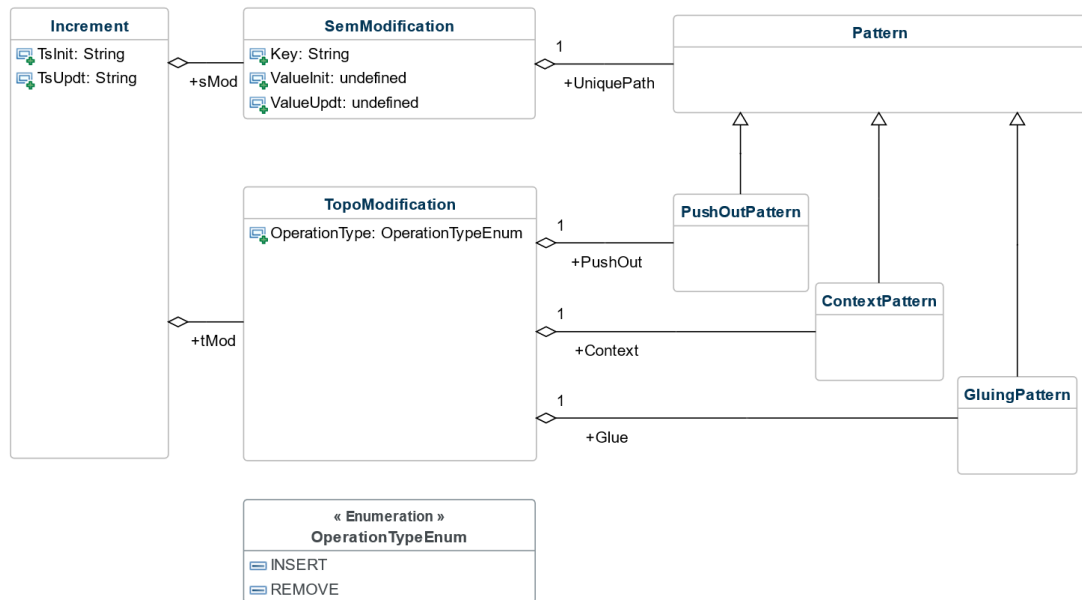 Increment
TsInit: String
TsUpdt: String
+sMod
SemModification
Key: String
ValueInit: undefined
ValueUpdt: undefined
1
+UniquePath
Pattern
TopoModification
OperationType: OperationTypeEnum
+tMod
1
+PushOut
PushOutPattern
1
+Context
ContextPattern
1
+Glue
GluingPattern
« Enumeration »
OperationTypeEnum
INSERT
REMOVE